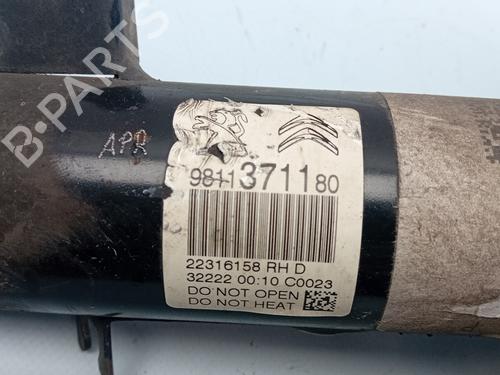 B-PARTS
APR
9811371180
22316158 RH D
32222 00:10 C0023
DO NOT OPEN
DO NOT HEAT